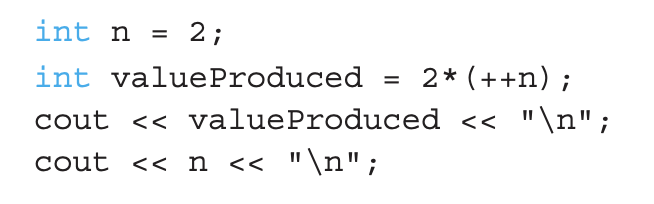 int n = 2;
int valueProduced = 2*(++n);
cout << valueProduced << "\n";
cout << n << "\n";